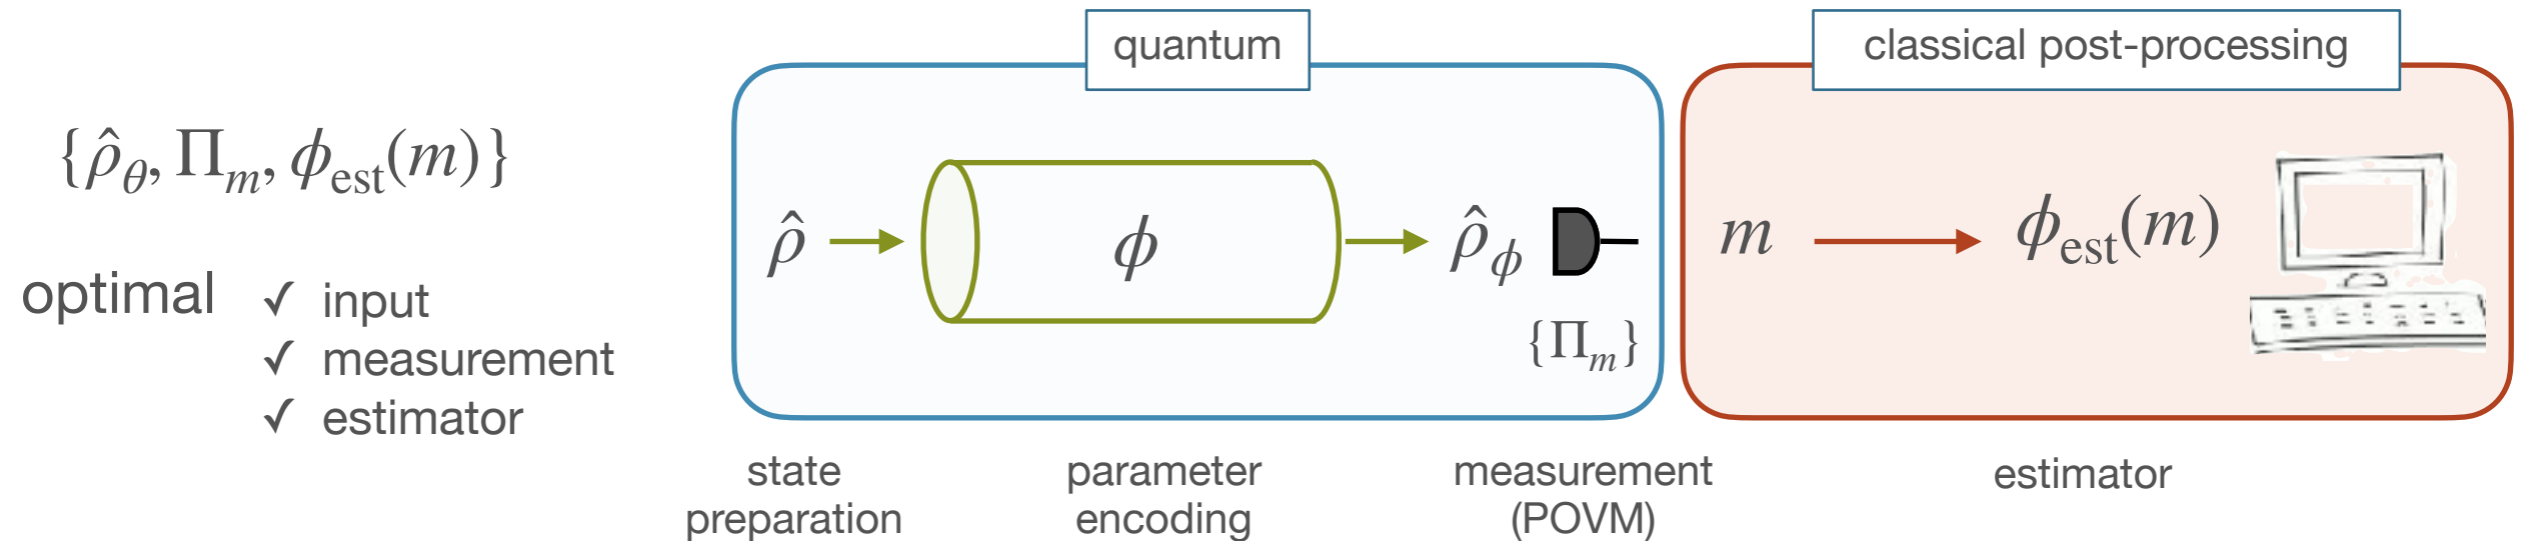 {ρ̂_θ, Π_m, ϕ_est(m)}
optimal
✓ input
✓ measurement
✓ estimator
quantum
ρ̂
ϕ
ρ̂_ϕ
{Π_m}
state
preparation
parameter
encoding
measurement
(POVM)
classical post-processing
m
ϕ_est(m)
estimator